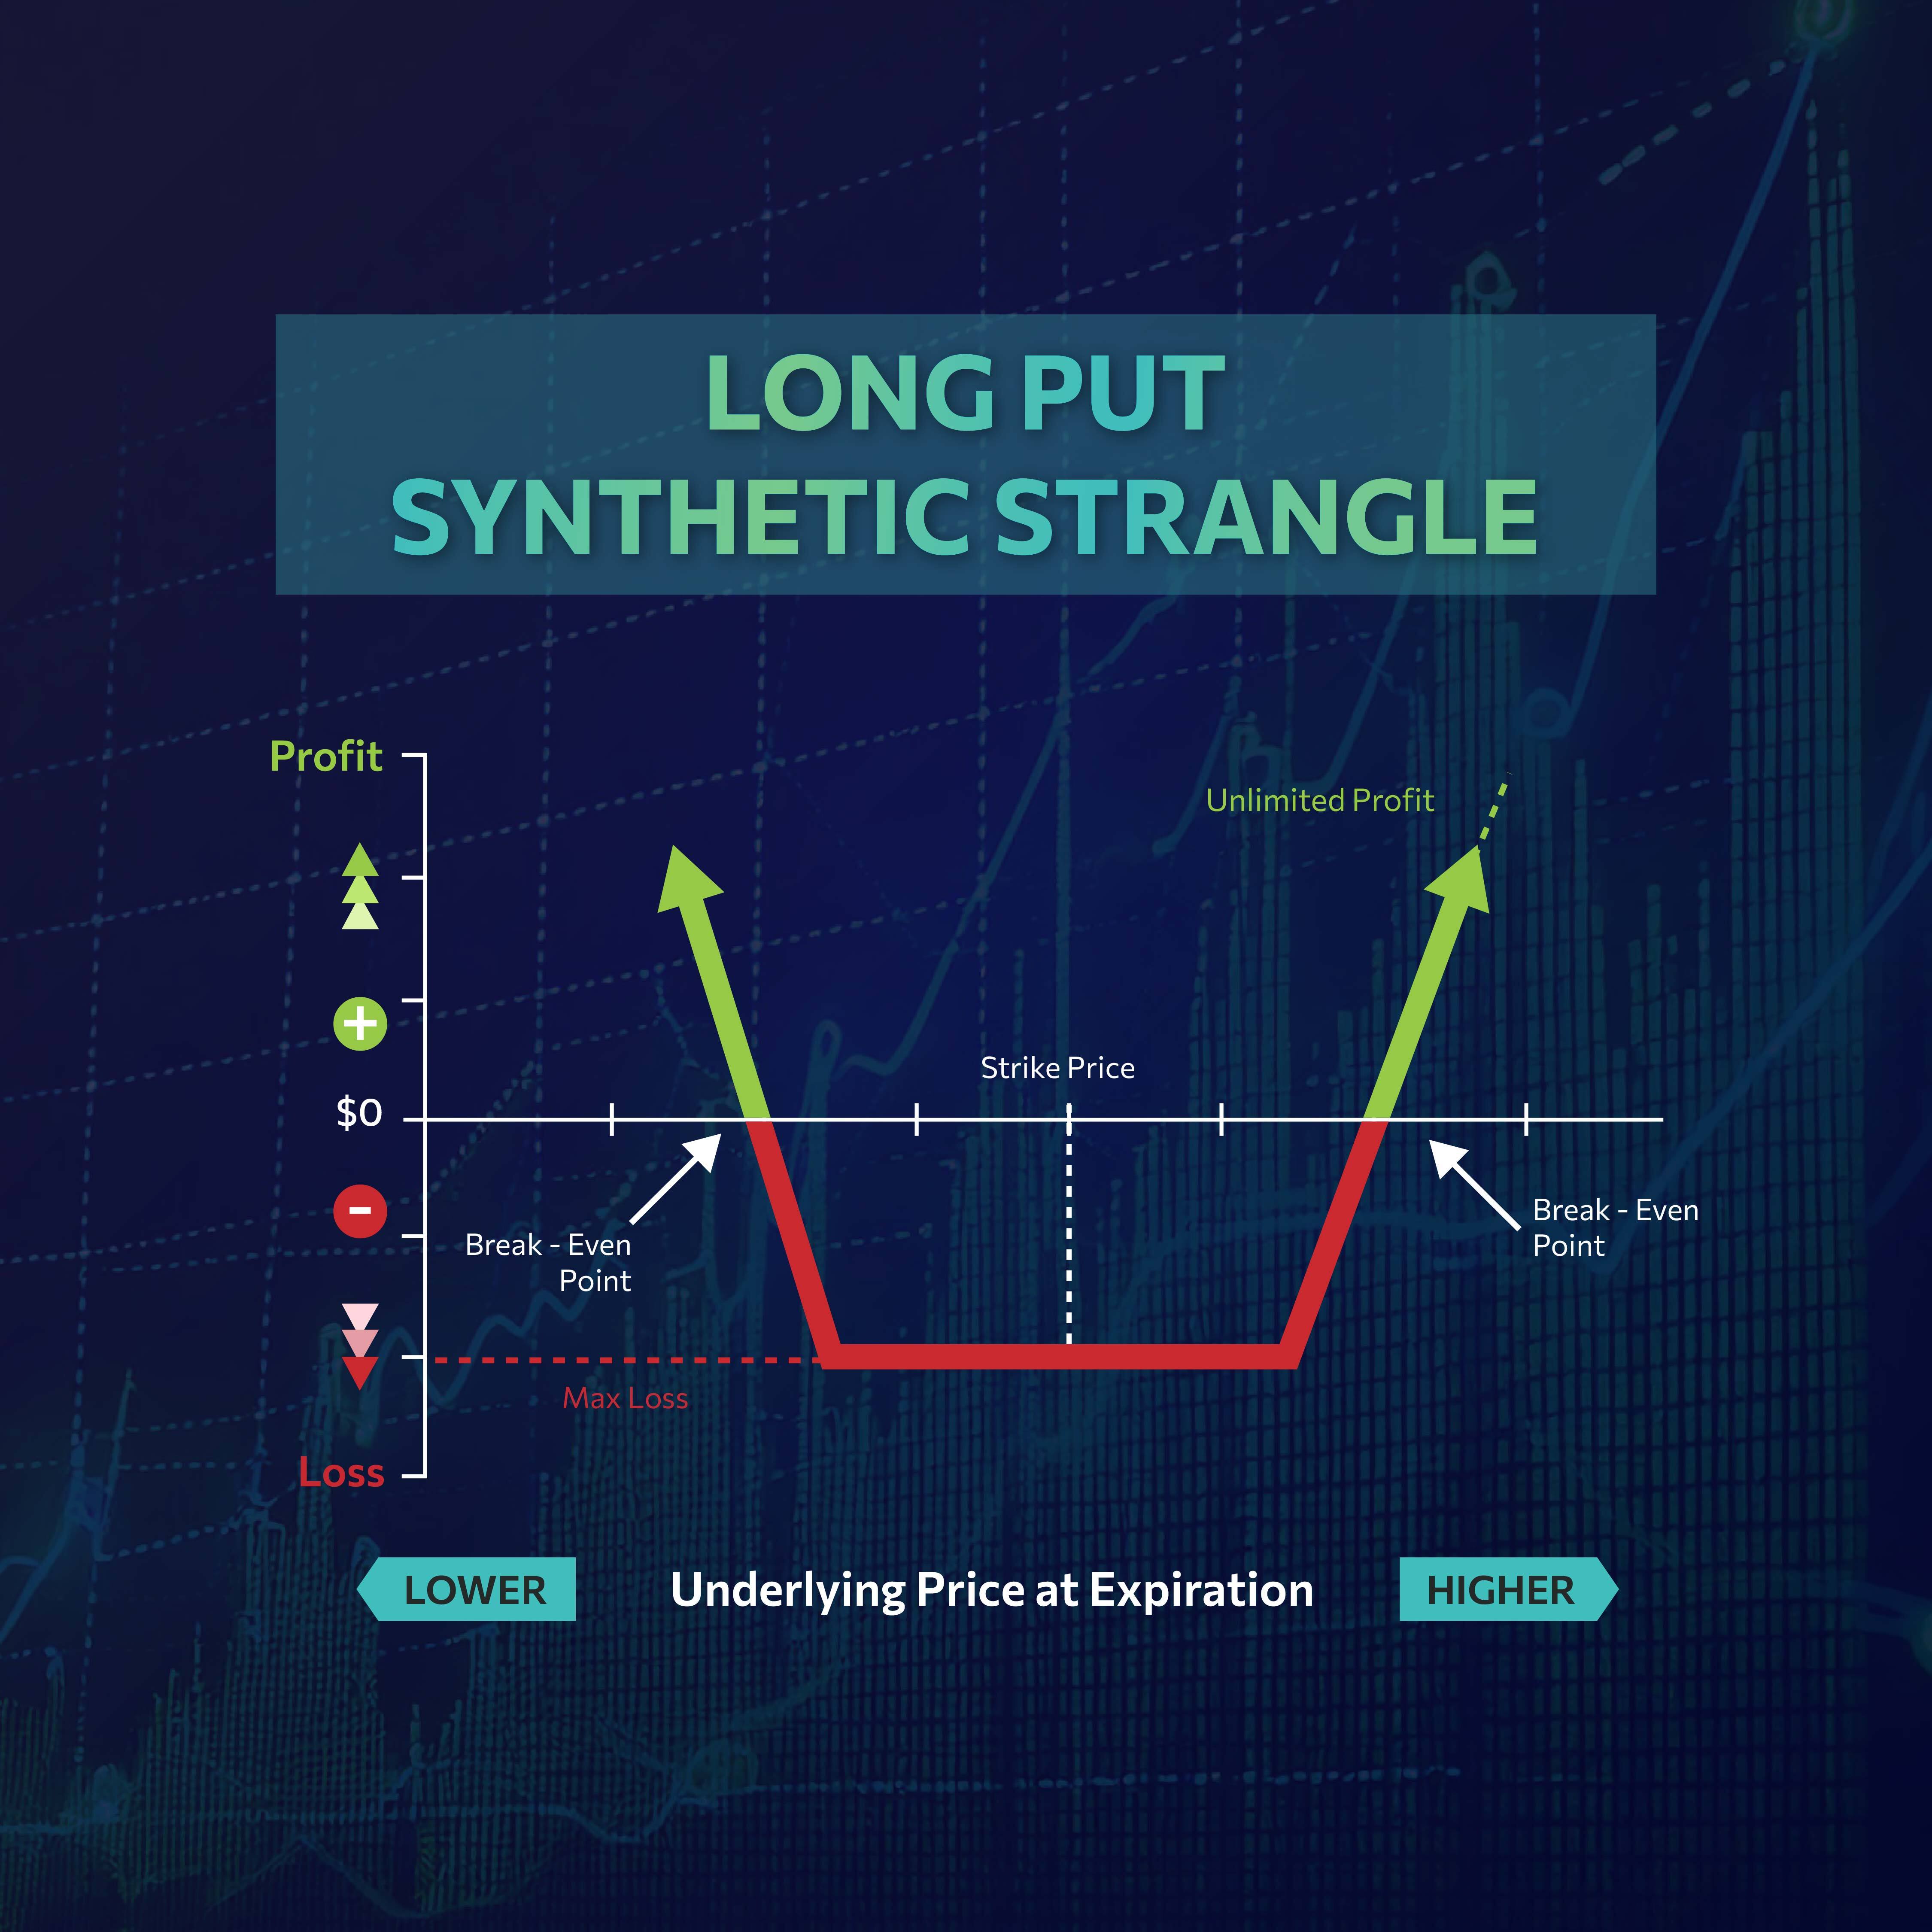 LONG PUT
SYNTHETIC STRANGLE
Profit
Unlimited Profit
+
Strike Price
$0
-
Break - Even
Point
Break - Even
Point
Max Loss
Loss
LOWER
Underlying Price at Expiration
HIGHER